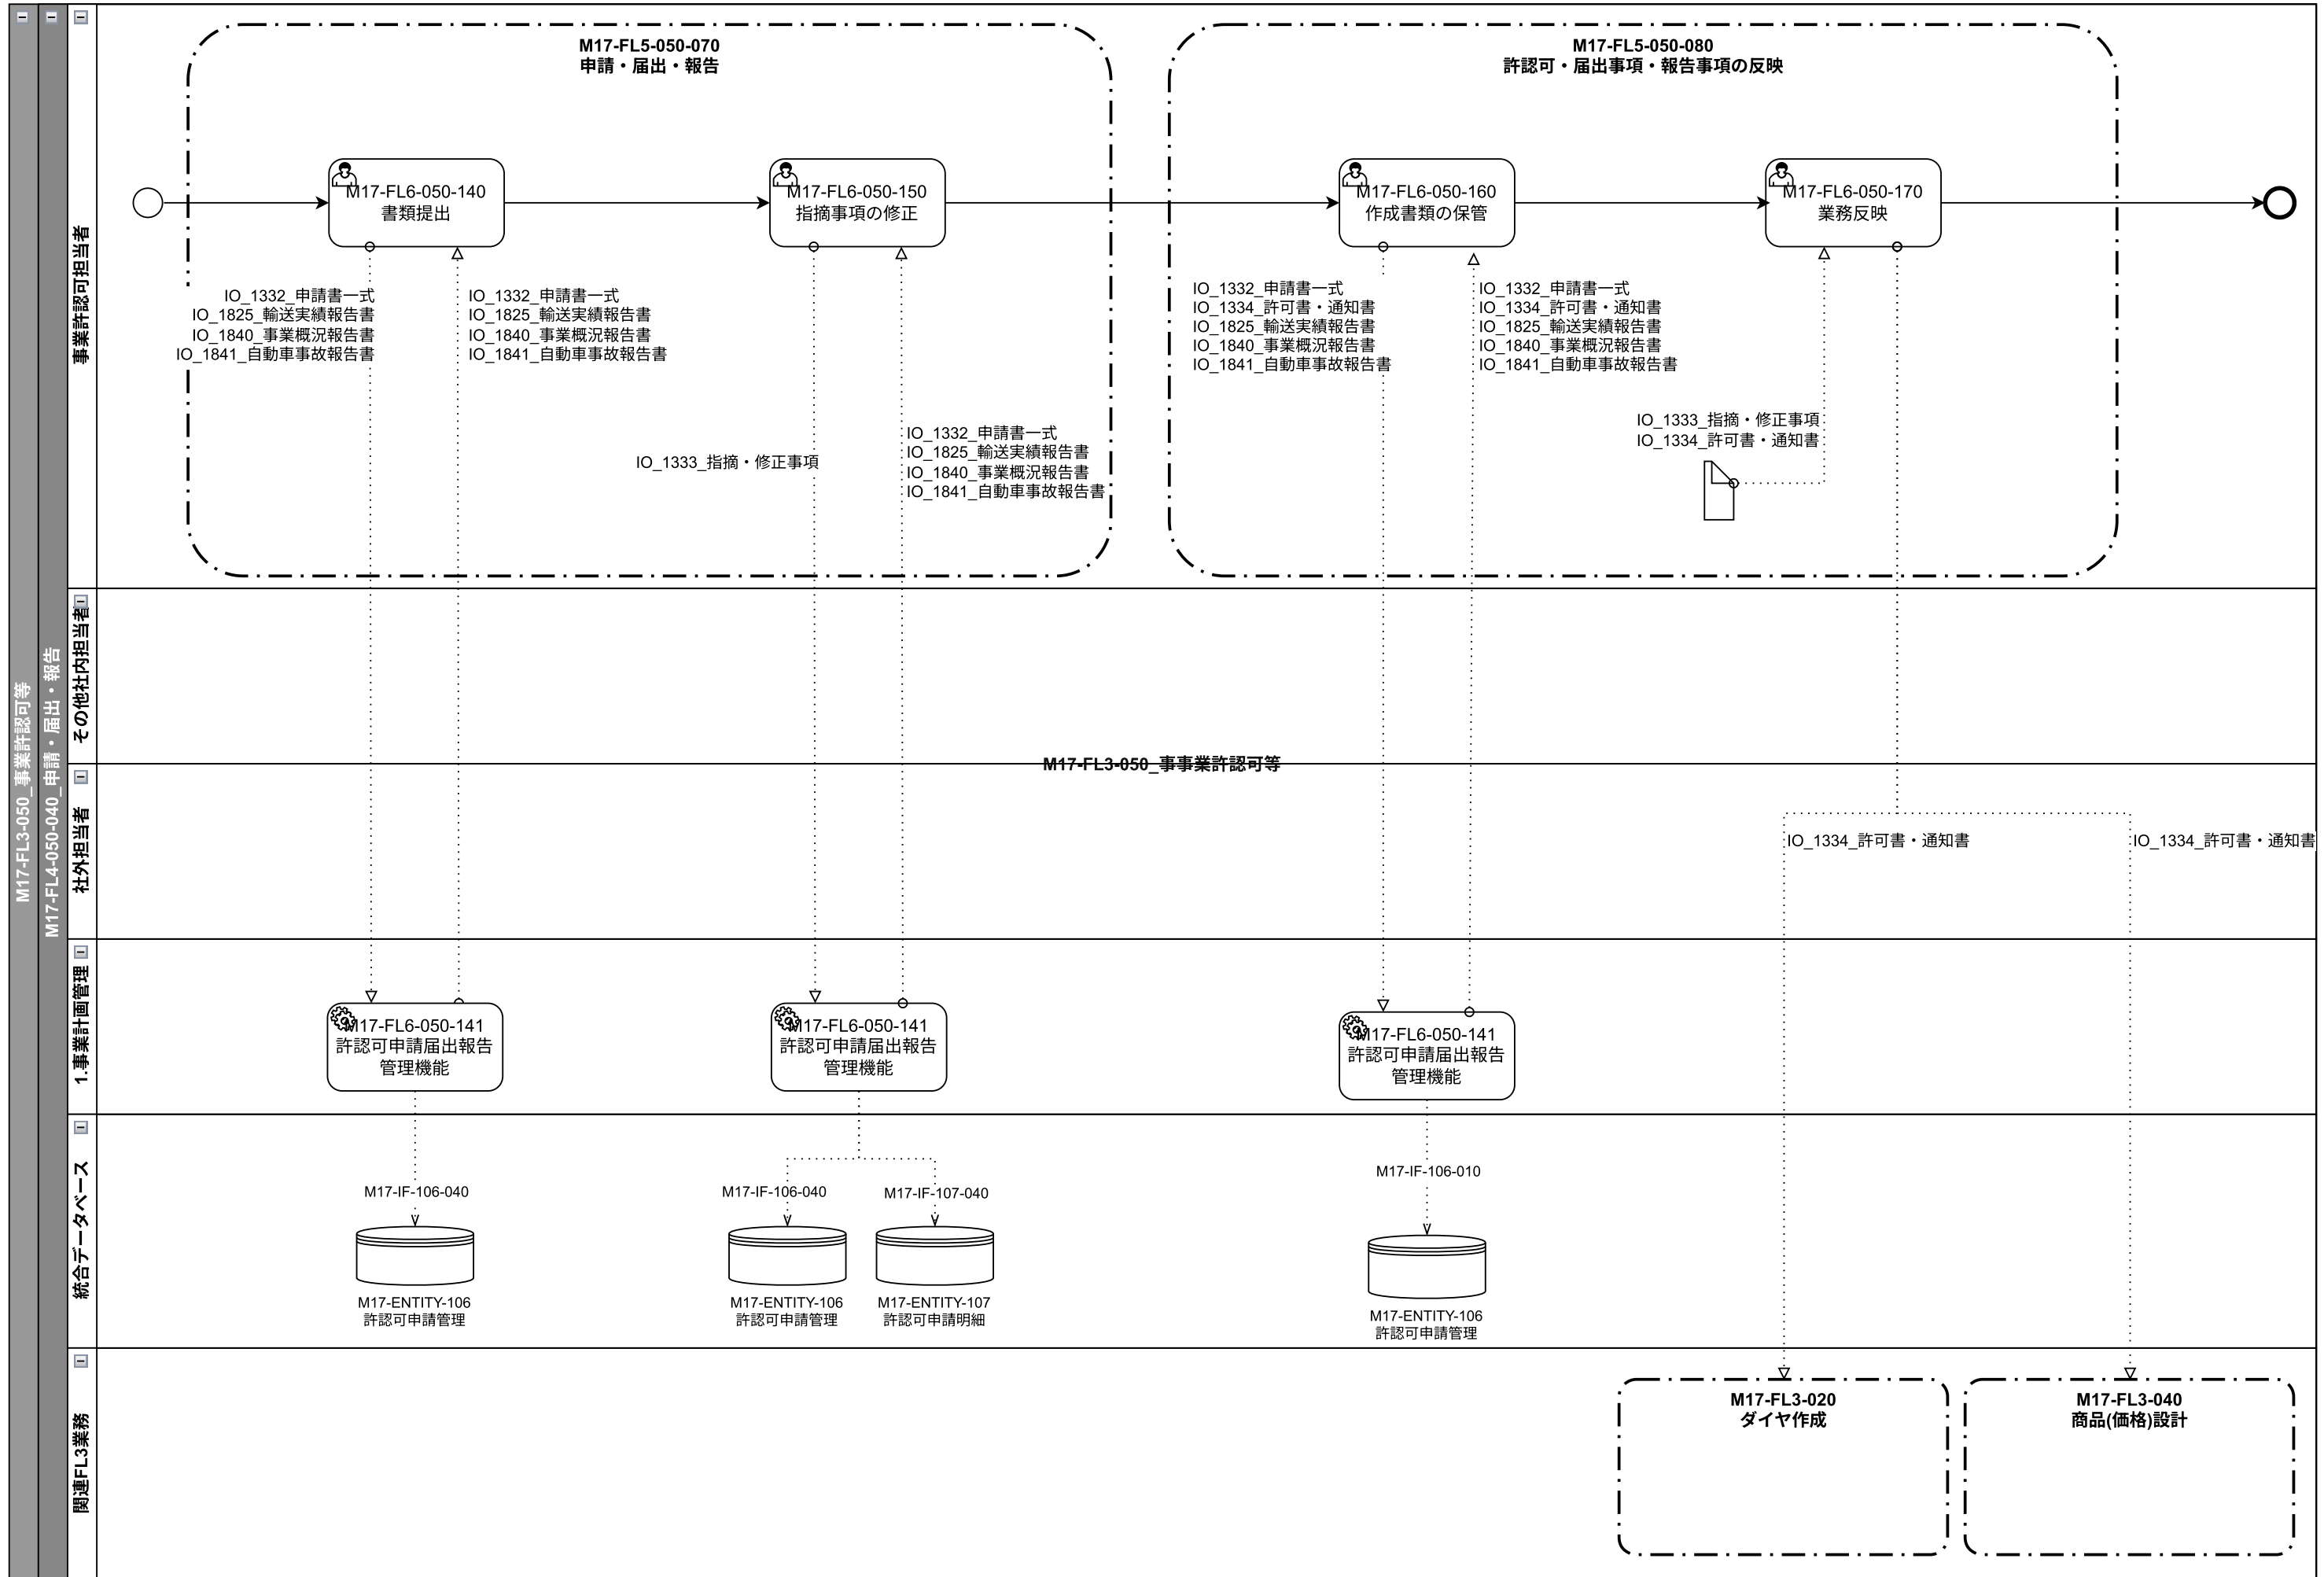 M17-FL3-050_事業許認可等
M17-FL4-050-040_申請・届出・報告
事業許認可担当者
M17-FL5-050-070
申請・届出・報告
M17-FL5-050-080
許認可・届出事項・報告事項の反映
M17-FL6-050-140
書類提出
M17-FL6-050-150
指摘事項の修正
M17-FL6-050-160
作成書類の保管
M17-FL6-050-170
業務反映
IO_1332_申請書一式
IO_1825_輸送実績報告書
IO_1840_事業概況報告書
IO_1841_自動車事故報告書
IO_1332_申請書一式
IO_1825_輸送実績報告書
IO_1840_事業概況報告書
IO_1841_自動車事故報告書
IO_1333_指摘・修正事項
IO_1332_申請書一式
IO_1825_輸送実績報告書
IO_1840_事業概況報告書
IO_1841_自動車事故報告書
IO_1332_申請書一式
IO_1334_許可書・通知書
IO_1825_輸送実績報告書
IO_1840_事業概況報告書
IO_1841_自動車事故報告書
IO_1332_申請書一式
IO_1334_許可書・通知書
IO_1825_輸送実績報告書
IO_1840_事業概況報告書
IO_1841_自動車事故報告書
IO_1333_指摘・修正事項
IO_1334_許可書・通知書
その他社内担当者
M17-FL3-050_事事業許認可等
社外担当者
IO_1334_許可書・通知書
IO_1334_許可書・通知書
1.事業計画管理
M17-FL6-050-141
許認可申請届出報告
管理機能
M17-FL6-050-141
許認可申請届出報告
管理機能
M17-FL6-050-141
許認可申請届出報告
管理機能
統合データベース
M17-IF-106-040
M17-IF-106-040
M17-IF-107-040
M17-IF-106-010
M17-ENTITY-106
許認可申請管理
M17-ENTITY-106
許認可申請管理
M17-ENTITY-107
許認可申請明細
M17-ENTITY-106
許認可申請管理
関連FL3業務
M17-FL3-020
ダイヤ作成
M17-FL3-040
商品(価格)設計